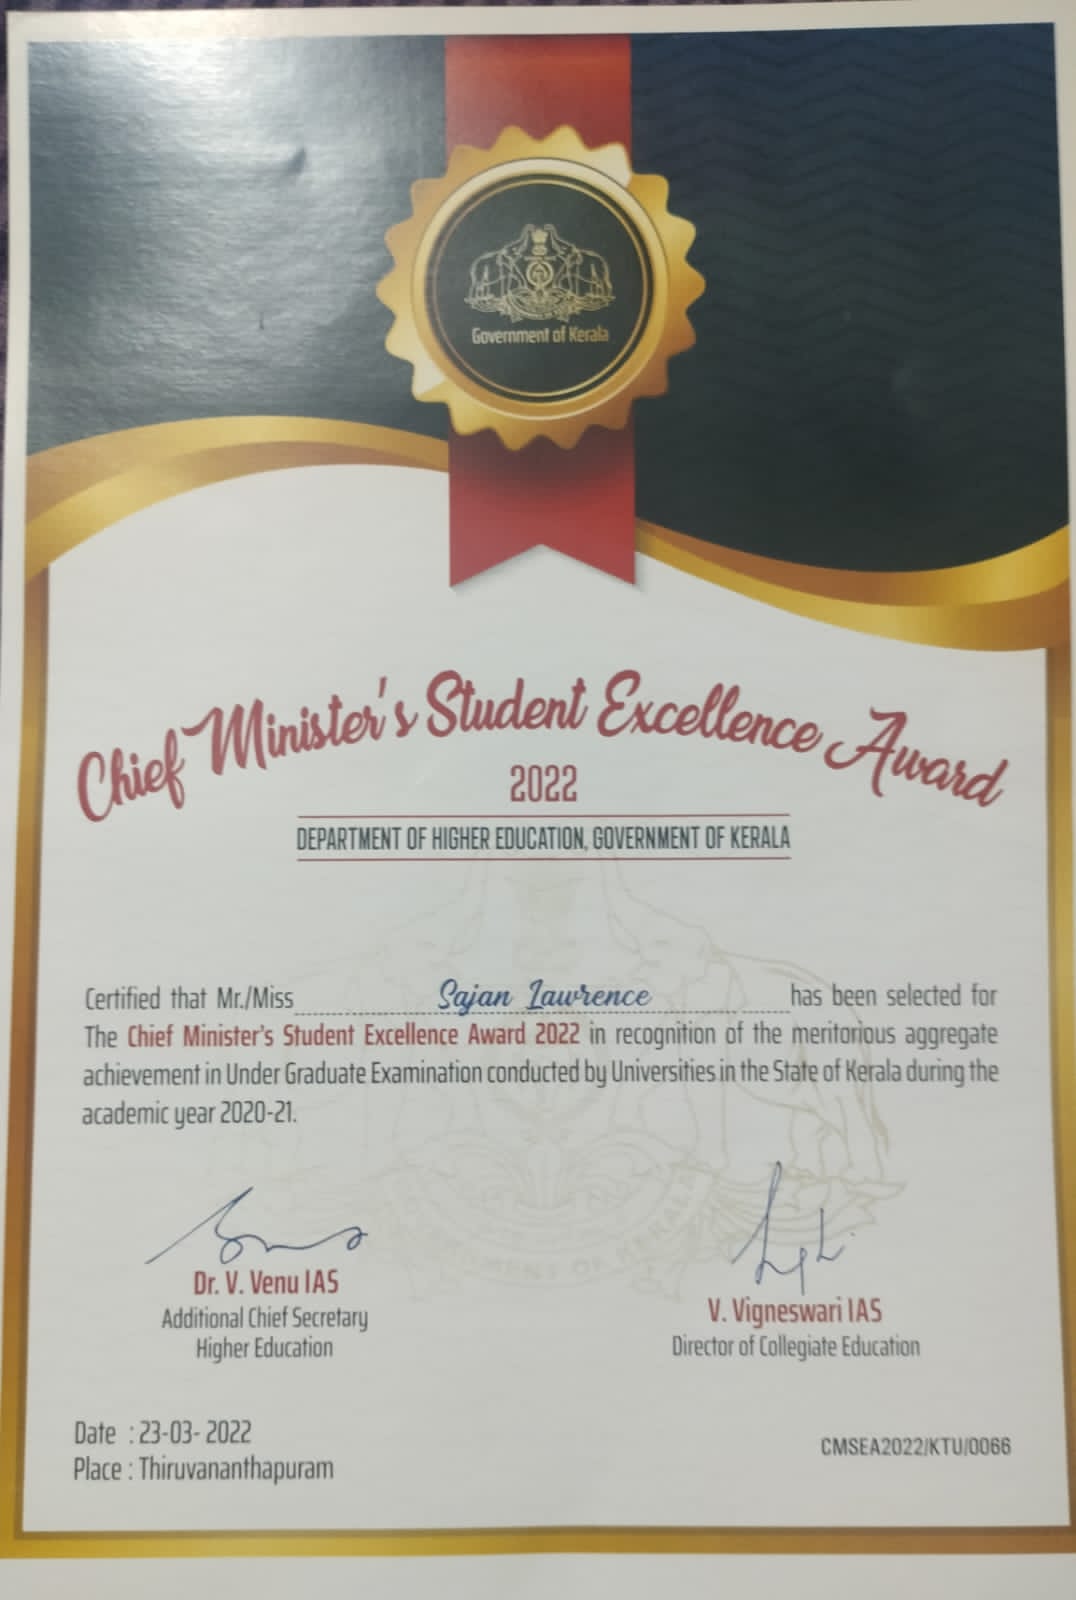 Government of Kerala
Chief Minister's Student Excellence Award
2022
DEPARTMENT OF HIGHER EDUCATION, GOVERNMENT OF KERALA
Certified that Mr./Miss Sajan Lawrence has been selected for
The Chief Minister's Student Excellence Award 2022 in recognition of the meritorious aggregate
achievement in Under Graduate Examination conducted by Universities in the State of Kerala during the
academic year 2020-21.
GOVERNMENT OF KERALA
Dr. V. Venu IAS
Additional Chief Secretary
Higher Education
V. Vigneswari IAS
Director of Collegiate Education
Date : 23-03- 2022
Place : Thiruvananthapuram
CMSEA2022/KTU/0066